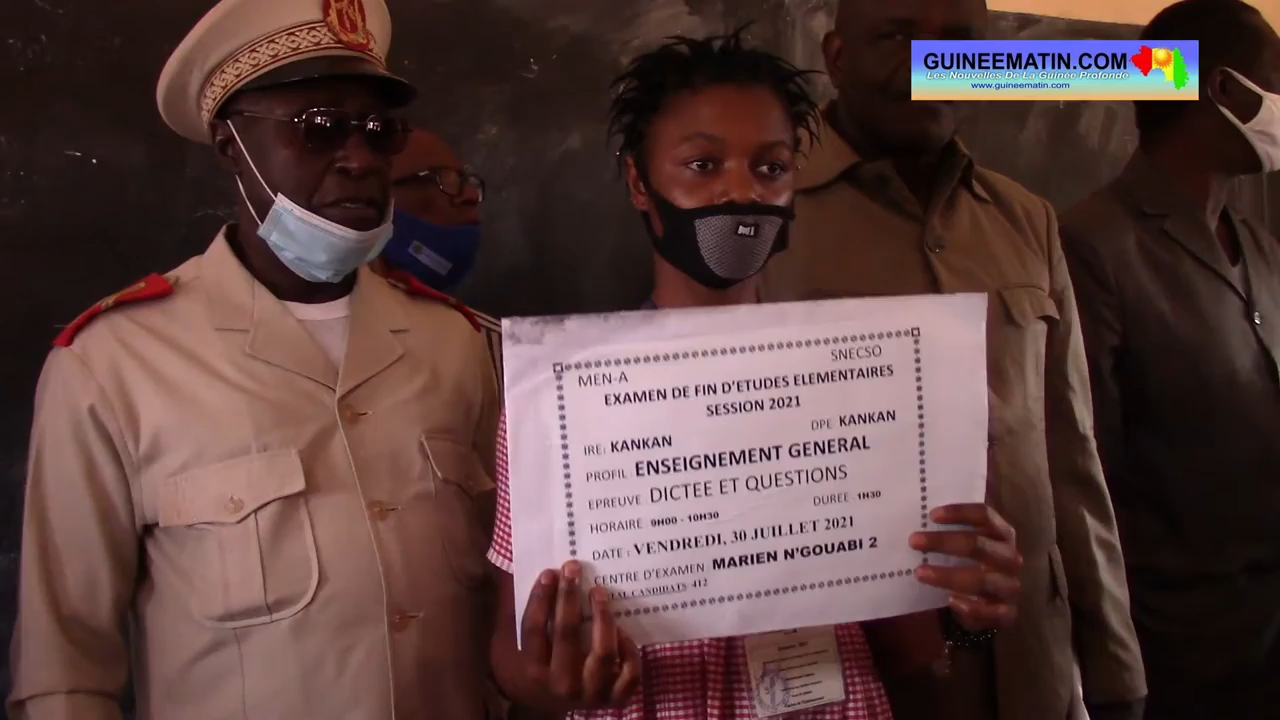 GUINEEMATIN.COM
Les Nouvelles De La Guinée Profonde
www.guineematin.com
MEN-A SNECSO
EXAMEN DE FIN D'ETUDES ELEMENTAIRES
SESSION 2021
IRE: KANKAN DPE KANKAN
PROFIL ENSEIGNEMENT GENERAL
EPREUVE DICTEE ET QUESTIONS
HORAIRE 9H00 - 10H30 DUREE 1H30
DATE : VENDREDI, 30 JUILLET 2021
CENTRE D'EXAMEN MARIEN N'GOUABI 2
CANDIDATS 412